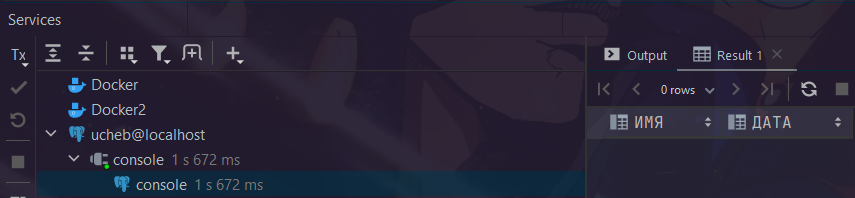 Services
Tx
Docker
Docker2
ucheb@localhost
console 1 s 672 ms
console 1 s 672 ms
Output Result 1
0 rows
ИМЯ ДАТА